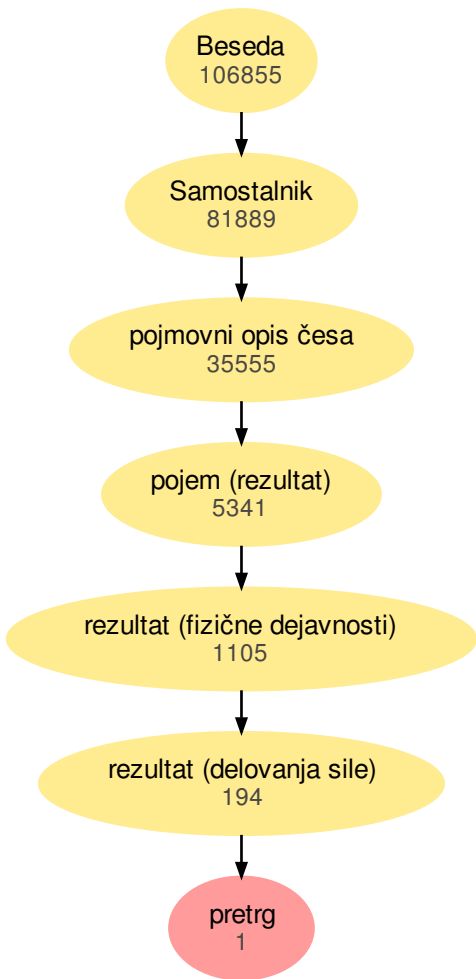 Beseda
106855
Samostalnik
81889
pojmovni opis česa
35555
pojem (rezultat)
5341
rezultat (fizične dejavnosti)
1105
rezultat (delovanja sile)
194
pretrg
1